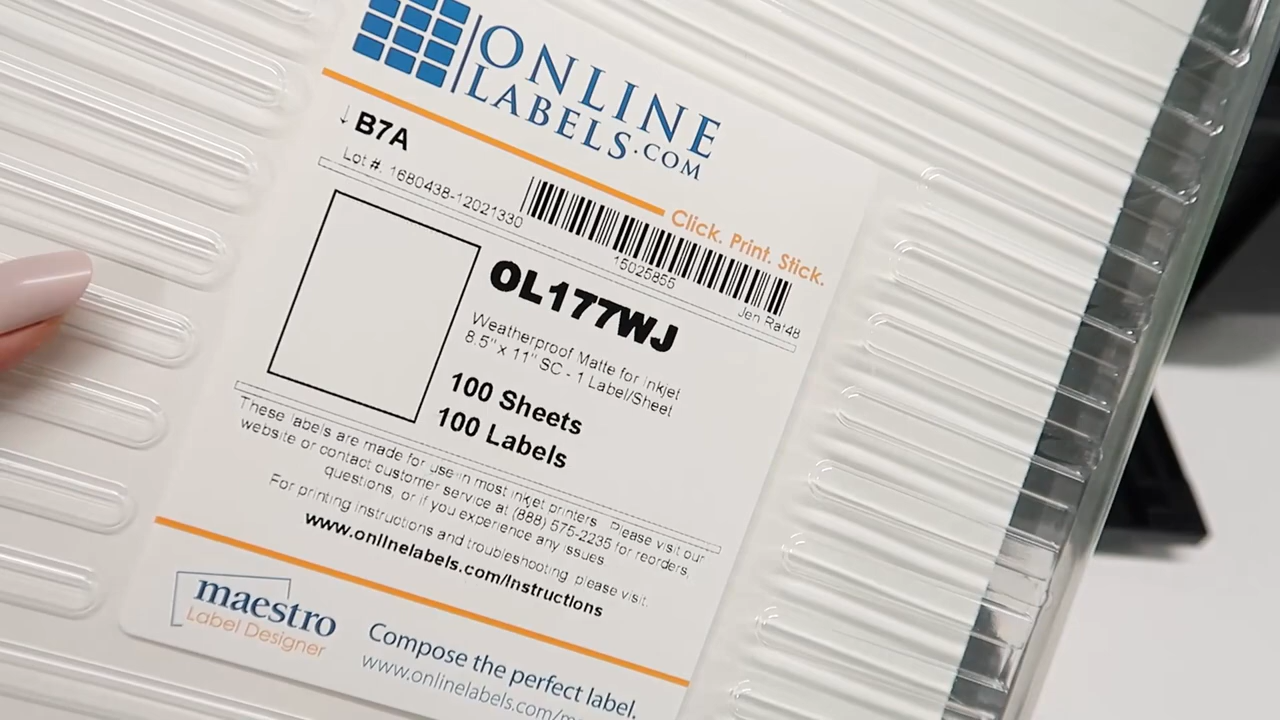 ONLINE
LABELS.COM
Click. Print. Stick.
↓ B7A
Lot #. 1680438-12021330
15025855
Jen Rat48
OL177WJ
Weatherproof Matte for Inkjet
8.5" x 11" SC - 1 Label/Sheet
100 Sheets
100 Labels
These labels are made for use in most inkjet printers. Please visit our
website or contact customer service at (888) 575-2235 for reorders,
questions, or if you experience any issues
For printing instructions and troubleshooting, please visit.
www.onlinelabels.com/Instructions
maestro
Label Designer
Compose the perfect label.
www.onlinelabels.com/